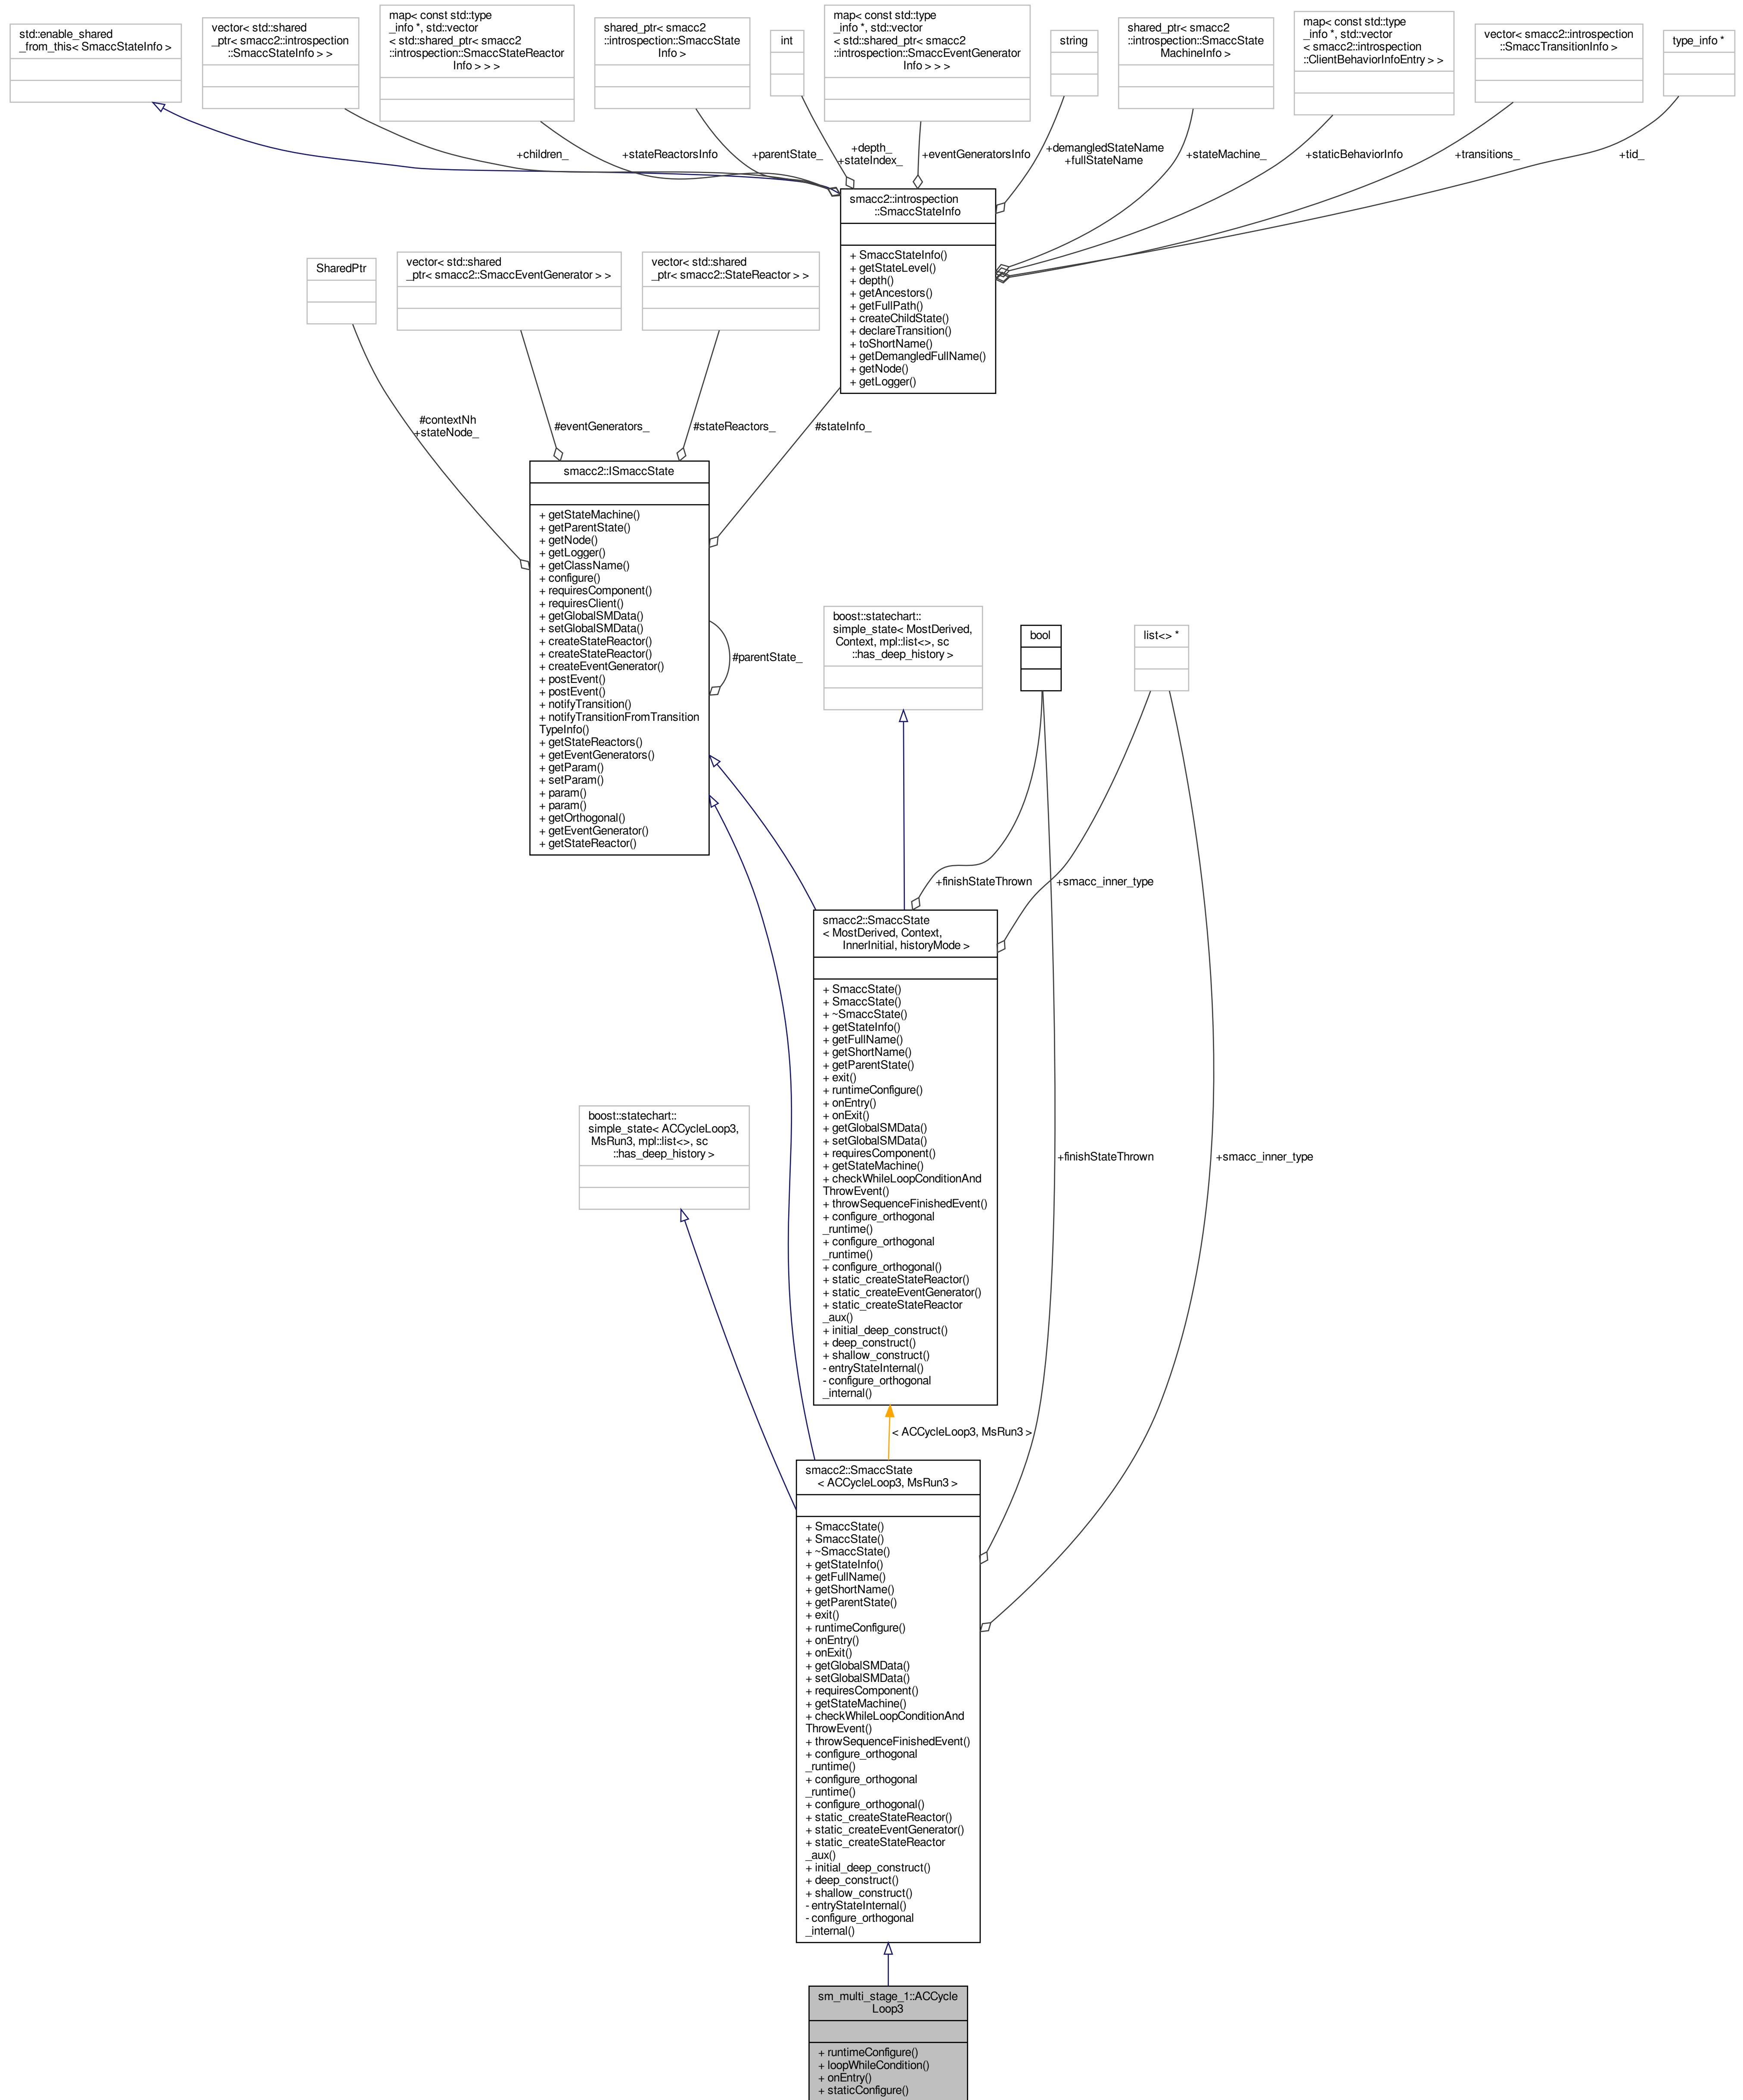 std::enable_shared
_from_this< SmaccStateInfo >
vector< std::shared
_ptr< smacc2::introspection
::SmaccStateInfo > >
map< const std::type
_info *, std::vector
< std::shared_ptr< smacc2
::introspection::SmaccStateReactor
Info > > >
shared_ptr< smacc2
::introspection::SmaccState
Info >
int
map< const std::type
_info *, std::vector
< std::shared_ptr< smacc2
::introspection::SmaccEventGenerator
Info > > >
string
shared_ptr< smacc2
::introspection::SmaccState
MachineInfo >
map< const std::type
_info *, std::vector
< smacc2::introspection
::ClientBehaviorInfoEntry > >
vector< smacc2::introspection
::SmaccTransitionInfo >
type_info *
+children_
+stateReactorsInfo
+parentState_
+depth_
+stateIndex_
+eventGeneratorsInfo
+demangledStateName
+fullStateName
+stateMachine_
+staticBehaviorInfo
+transitions_
+tid_
smacc2::introspection
::SmaccStateInfo
+ SmaccStateInfo()
+ getStateLevel()
+ depth()
+ getAncestors()
+ getFullPath()
+ createChildState()
+ declareTransition()
+ toShortName()
+ getDemangledFullName()
+ getNode()
+ getLogger()
SharedPtr
vector< std::shared
_ptr< smacc2::SmaccEventGenerator > >
vector< std::shared
_ptr< smacc2::StateReactor > >
#contextNh
+stateNode_
#eventGenerators_
#stateReactors_
#stateInfo_
smacc2::ISmaccState
+ getStateMachine()
+ getParentState()
+ getNode()
+ getLogger()
+ getClassName()
+ configure()
+ requiresComponent()
+ requiresClient()
+ getGlobalSMData()
+ setGlobalSMData()
+ createStateReactor()
+ createStateReactor()
+ createEventGenerator()
+ postEvent()
+ postEvent()
+ notifyTransition()
+ notifyTransitionFromTransition
TypeInfo()
+ getStateReactors()
+ getEventGenerators()
+ getParam()
+ setParam()
+ param()
+ param()
+ getOrthogonal()
+ getEventGenerator()
+ getStateReactor()
#parentState_
boost::statechart::
simple_state< MostDerived,
Context, mpl::list<>, sc
::has_deep_history >
bool
list<> *
+finishStateThrown
+smacc_inner_type
smacc2::SmaccState
< MostDerived, Context,
InnerInitial, historyMode >
+ SmaccState()
+ SmaccState()
+ ~SmaccState()
+ getStateInfo()
+ getFullName()
+ getShortName()
+ getParentState()
+ exit()
+ runtimeConfigure()
+ onEntry()
+ onExit()
+ getGlobalSMData()
+ setGlobalSMData()
+ requiresComponent()
+ getStateMachine()
+ checkWhileLoopConditionAnd
ThrowEvent()
+ throwSequenceFinishedEvent()
+ configure_orthogonal
_runtime()
+ configure_orthogonal
_runtime()
+ configure_orthogonal()
+ static_createStateReactor()
+ static_createEventGenerator()
+ static_createStateReactor
_aux()
+ initial_deep_construct()
+ deep_construct()
+ shallow_construct()
- entryStateInternal()
- configure_orthogonal
_internal()
boost::statechart::
simple_state< ACCycleLoop3,
MsRun3, mpl::list<>, sc
::has_deep_history >
+finishStateThrown
+smacc_inner_type
< ACCycleLoop3, MsRun3 >
smacc2::SmaccState
< ACCycleLoop3, MsRun3 >
+ SmaccState()
+ SmaccState()
+ ~SmaccState()
+ getStateInfo()
+ getFullName()
+ getShortName()
+ getParentState()
+ exit()
+ runtimeConfigure()
+ onEntry()
+ onExit()
+ getGlobalSMData()
+ setGlobalSMData()
+ requiresComponent()
+ getStateMachine()
+ checkWhileLoopConditionAnd
ThrowEvent()
+ throwSequenceFinishedEvent()
+ configure_orthogonal
_runtime()
+ configure_orthogonal
_runtime()
+ configure_orthogonal()
+ static_createStateReactor()
+ static_createEventGenerator()
+ static_createStateReactor
_aux()
+ initial_deep_construct()
+ deep_construct()
+ shallow_construct()
- entryStateInternal()
- configure_orthogonal
_internal()
sm_multi_stage_1::ACCycle
Loop3
+ runtimeConfigure()
+ loopWhileCondition()
+ onEntry()
+ staticConfigure()